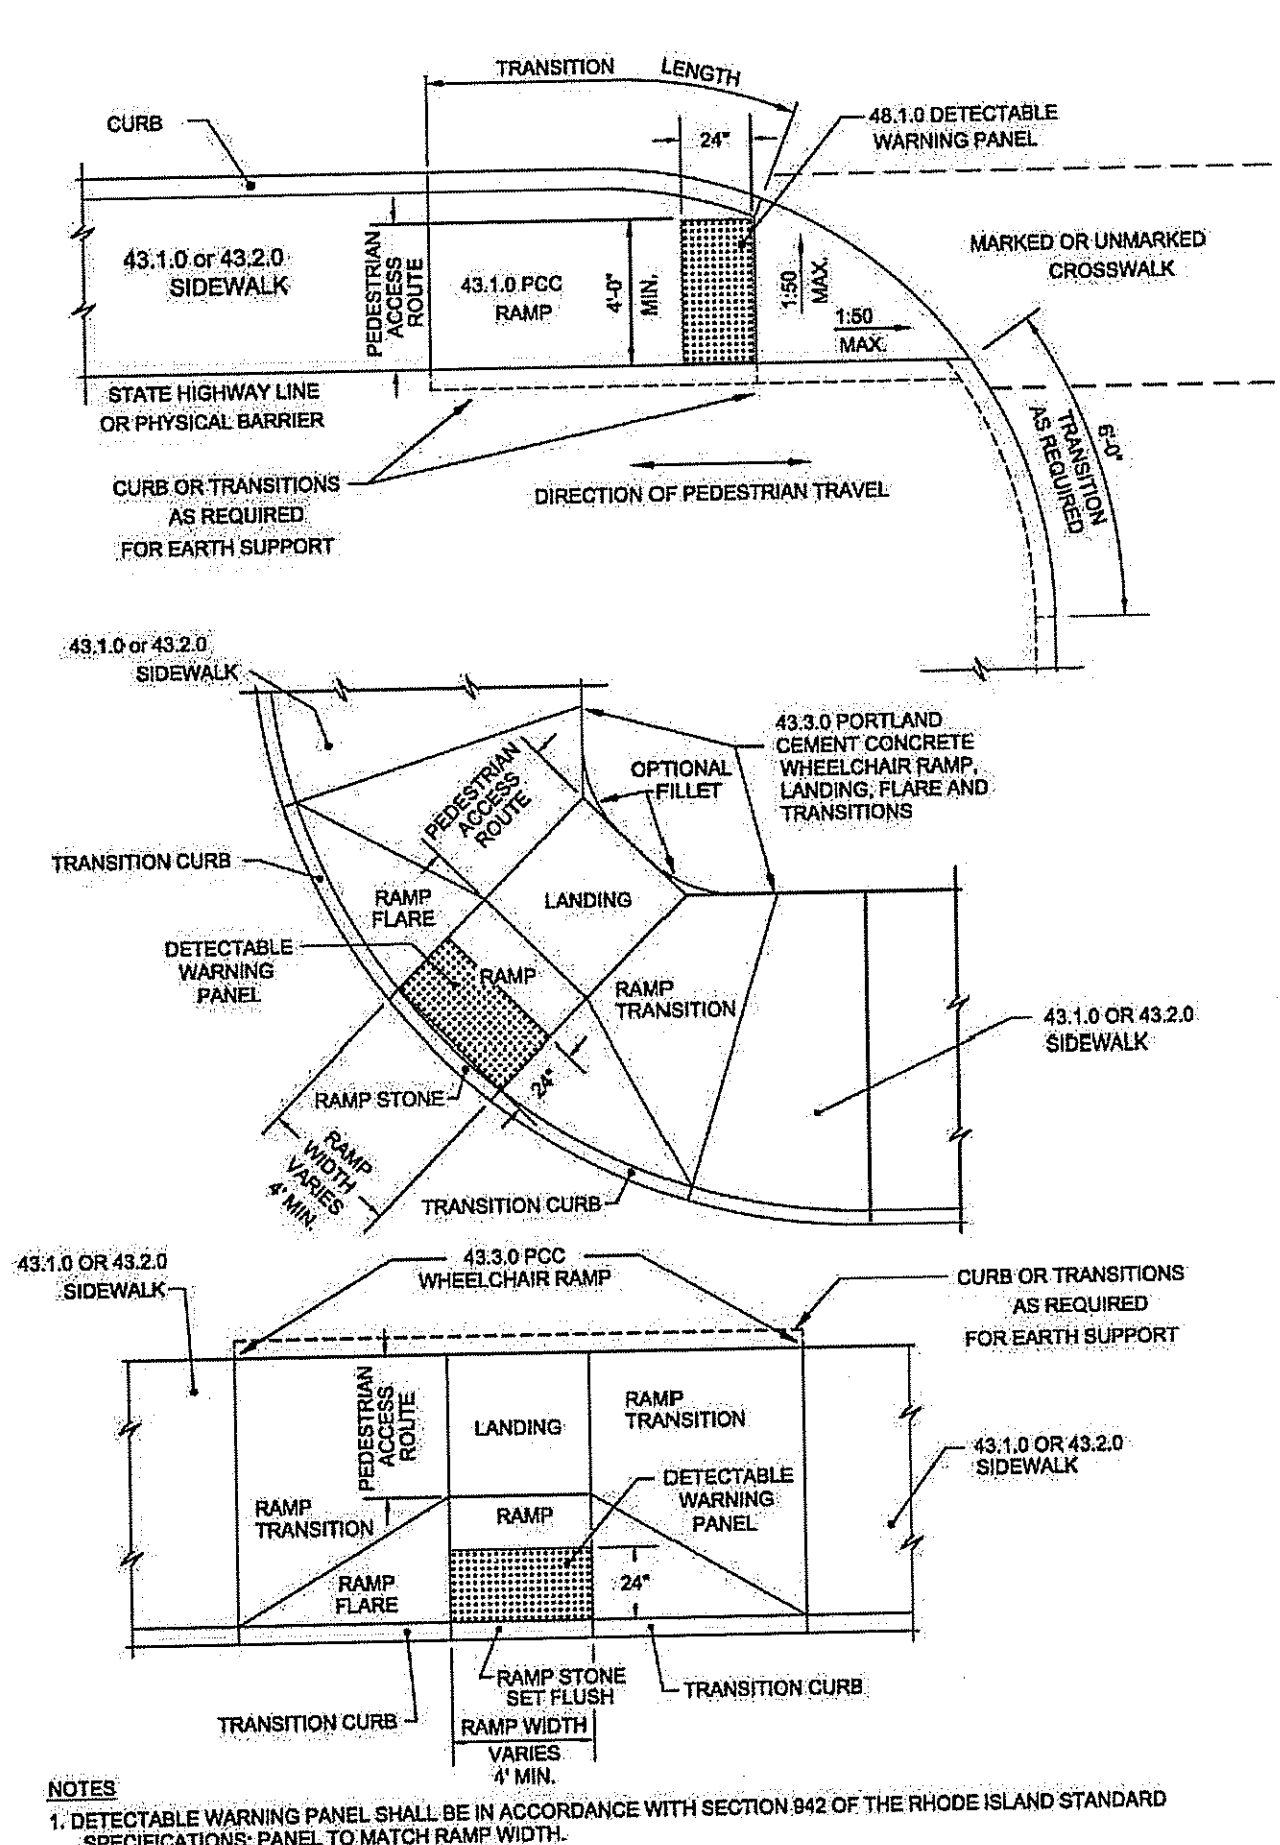 TRANSITION LENGTH
CURB
24"
48.1.0 DETECTABLE
WARNING PANEL
43.1.0 or 43.2.0
SIDEWALK
PEDESTRIAN
ACCESS
ROUTE
43.1.0 PCC
RAMP
4'-0"
MIN.
1:50
MAX.
1:50
MAX.
MARKED OR UNMARKED
CROSSWALK
STATE HIGHWAY LINE
OR PHYSICAL BARRIER
6'-0"
TRANSITION
AS REQUIRED
CURB OR TRANSITIONS
AS REQUIRED
FOR EARTH SUPPORT
DIRECTION OF PEDESTRIAN TRAVEL
43.1.0 or 43.2.0
SIDEWALK
43.3.0 PORTLAND
CEMENT CONCRETE
WHEELCHAIR RAMP,
LANDING, FLARE AND
TRANSITIONS
OPTIONAL
FILLET
PEDESTRIAN
ACCESS
ROUTE
TRANSITION CURB
RAMP
FLARE
LANDING
DETECTABLE
WARNING
PANEL
RAMP
RAMP
TRANSITION
43.1.0 OR 43.2.0
SIDEWALK
24"
RAMP STONE
RAMP
WIDTH
VARIES
4' MIN.
TRANSITION CURB
43.1.0 OR 43.2.0
SIDEWALK
43.3.0 PCC
WHEELCHAIR RAMP
CURB OR TRANSITIONS
AS REQUIRED
FOR EARTH SUPPORT
PEDESTRIAN
ACCESS
ROUTE
LANDING
RAMP
TRANSITION
43.1.0 OR 43.2.0
SIDEWALK
DETECTABLE
WARNING
PANEL
RAMP
TRANSITION
RAMP
RAMP
FLARE
24"
RAMP STONE
SET FLUSH
TRANSITION CURB
TRANSITION CURB
RAMP WIDTH
VARIES
4' MIN.
NOTES
1. DETECTABLE WARNING PANEL SHALL BE IN ACCORDANCE WITH SECTION 942 OF THE RHODE ISLAND STANDARD
SPECIFICATIONS; PANEL TO MATCH RAMP WIDTH.